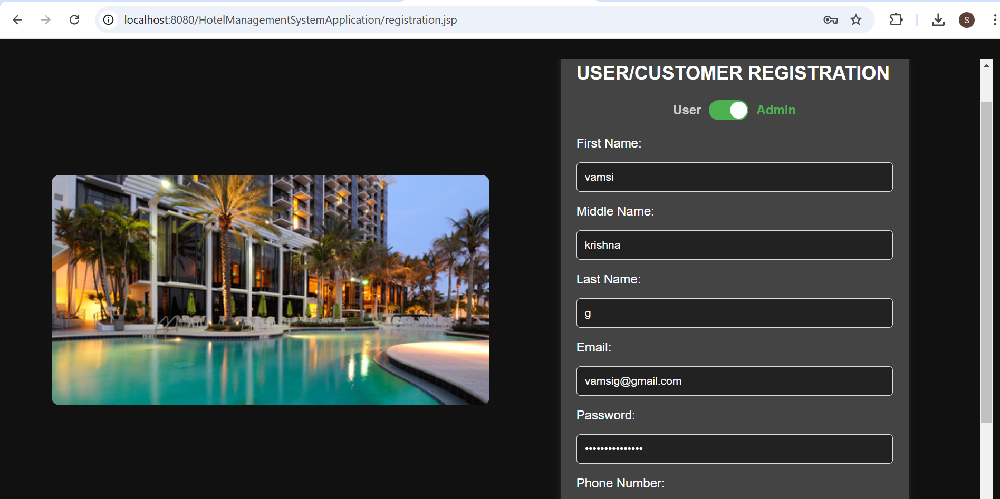 localhost:8080/HotelManagementSystemApplication/registration.jsp
S
USER/CUSTOMER REGISTRATION
User Admin
First Name:
vamsi
Middle Name:
krishna
Last Name:
g
Email:
vamsig@gmail.com
Password:
•••••••••••••••
Phone Number: